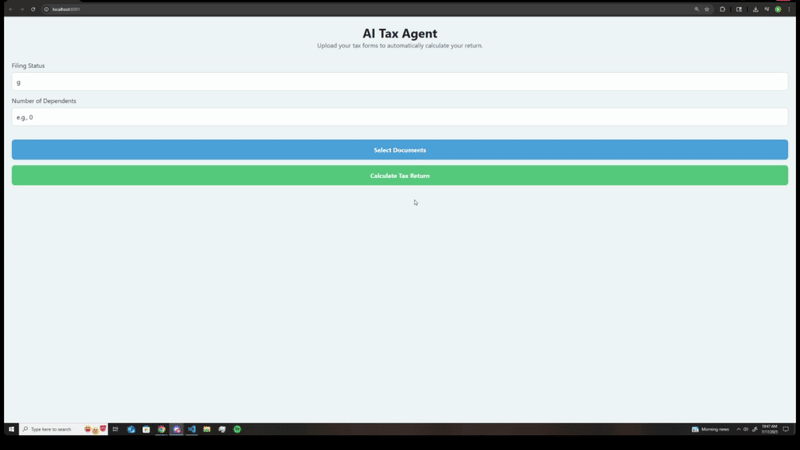 localhost:8081
AI Tax Agent
Upload your tax forms to automatically calculate your return.
Filing Status
g
Number of Dependents
e.g., 0
Select Documents
Calculate Tax Return
Type here to search
Morning news
10:47 AM